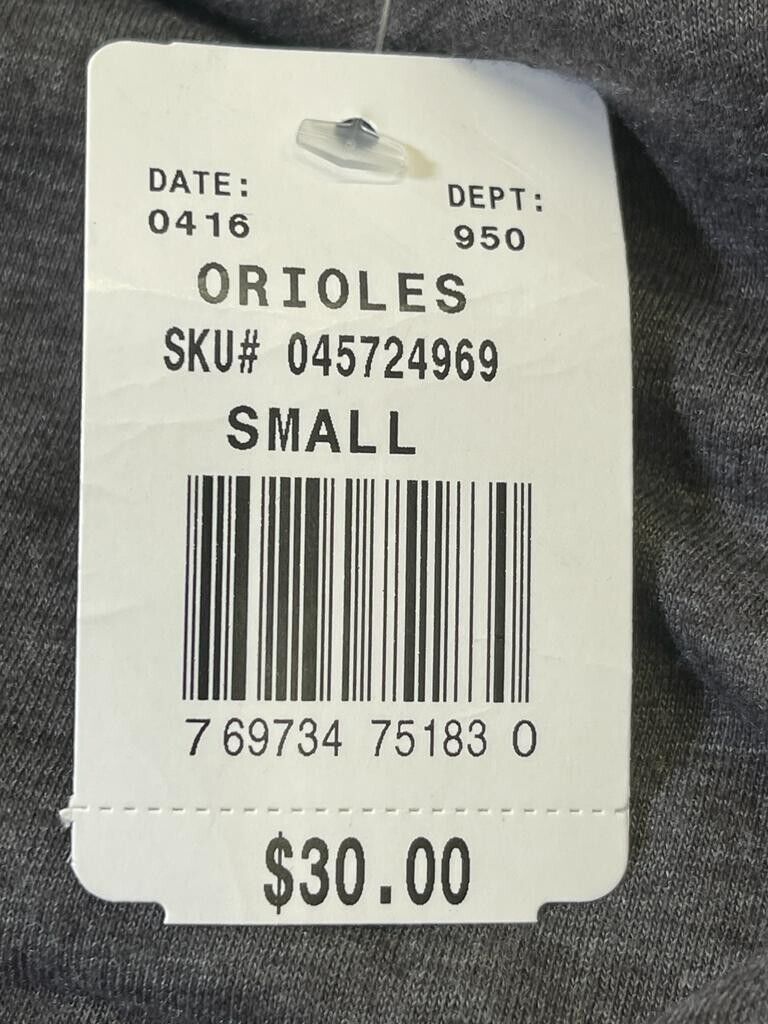 DATE:
0416
DEPT:
950
ORIOLES
SKU# 045724969
SMALL
7 69734 75183 0
$30.00